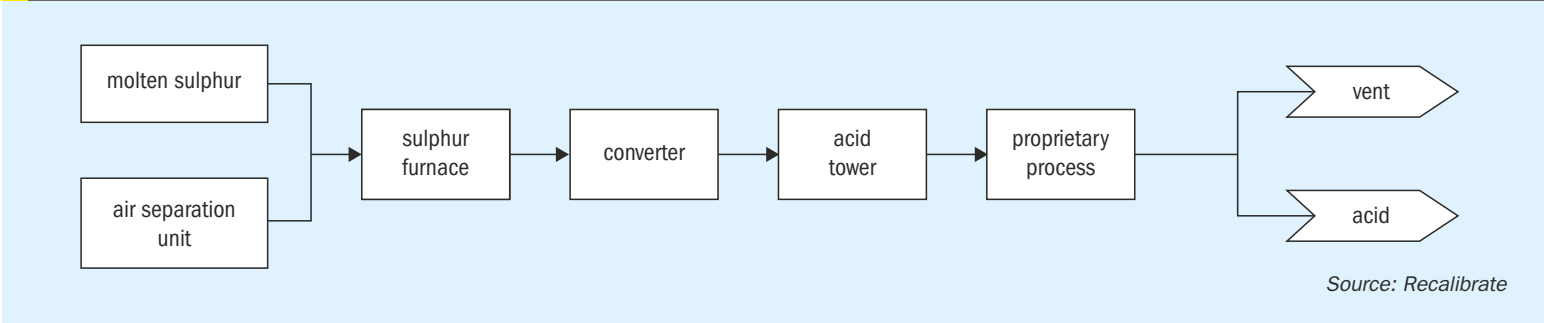 molten sulphur
air separation
unit
sulphur
furnace
converter
acid
tower
proprietary
process
vent
acid
Source: Recalibrate